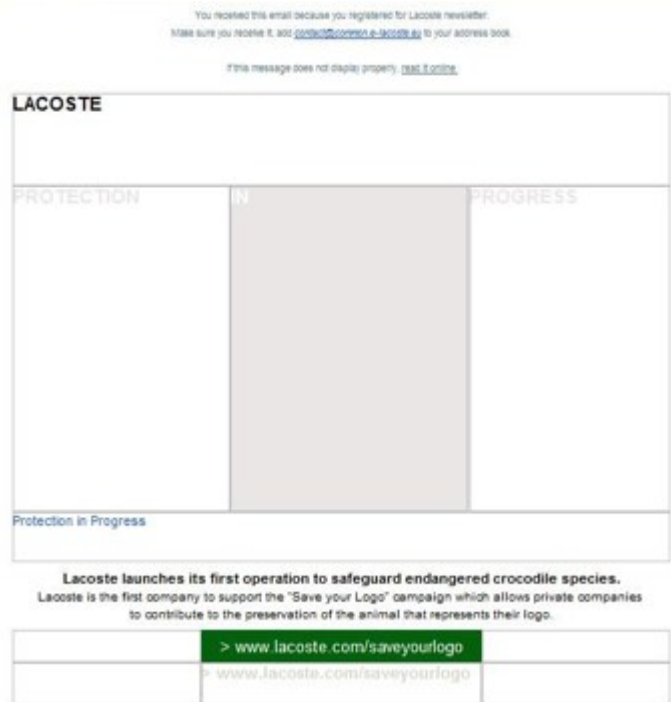 You received this email because you registered for Lacoste newsletter.
Make sure you receive it, add contact@common.e-lacoste.eu to your address book.
If this message does not display properly, read it online.
LACOSTE
PROTECTION IN PROGRESS
Protection in Progress
Lacoste launches its first operation to safeguard endangered crocodile species.
Lacoste is the first company to support the "Save your Logo" campaign which allows private companies
to contribute to the preservation of the animal that represents their logo.
> www.lacoste.com/saveyourlogo
> www.lacoste.com/saveyourlogo